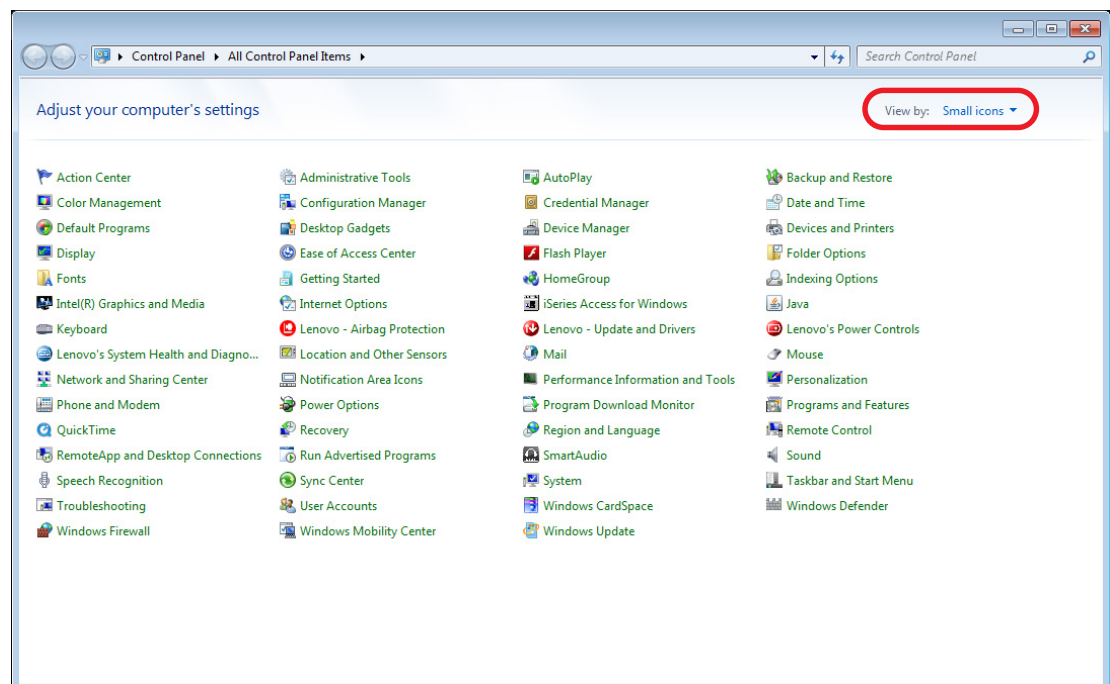 Control Panel All Control Panel Items Search Control Panel
Adjust your computer's settings View by: Small icons
Action Center Administrative Tools AutoPlay Backup and Restore
Color Management Configuration Manager Credential Manager Date and Time
Default Programs Desktop Gadgets Device Manager Devices and Printers
Display Ease of Access Center Flash Player Folder Options
Fonts Getting Started HomeGroup Indexing Options
Intel(R) Graphics and Media Internet Options iSeries Access for Windows Java
Keyboard Lenovo - Airbag Protection Lenovo - Update and Drivers Lenovo's Power Controls
Lenovo's System Health and Diagno... Location and Other Sensors Mail Mouse
Network and Sharing Center Notification Area Icons Performance Information and Tools Personalization
Phone and Modem Power Options Program Download Monitor Programs and Features
QuickTime Recovery Region and Language Remote Control
RemoteApp and Desktop Connections Run Advertised Programs SmartAudio Sound
Speech Recognition Sync Center System Taskbar and Start Menu
Troubleshooting User Accounts Windows CardSpace Windows Defender
Windows Firewall Windows Mobility Center Windows Update